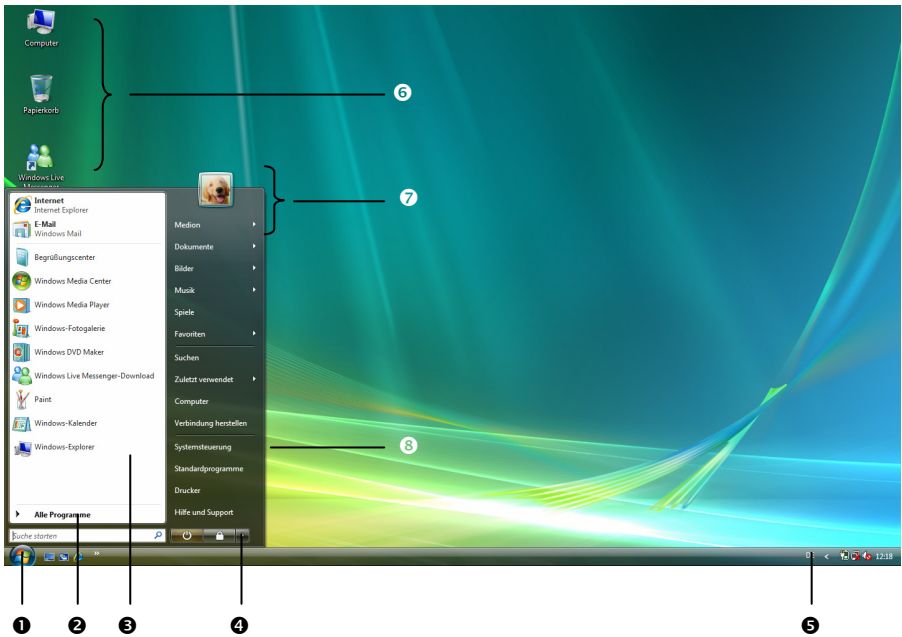 Computer
Papierkorb
Windows Live
Messenger
❻
❼
Internet
Internet Explorer
E-Mail
Windows Mail
Begrüßungscenter
Windows Media Center
Windows Media Player
Windows-Fotogalerie
Windows DVD Maker
Windows Live Messenger-Download
Paint
Windows-Kalender
Windows-Explorer
Alle Programme
Suche starten
Medion
Dokumente
Bilder
Musik
Spiele
Favoriten
Suchen
Zuletzt verwendet
Computer
Verbindung herstellen
Systemsteuerung
Standardprogramme
Drucker
Hilfe und Support
❽
DE
12:18
❶
❷
❸
❹
❺